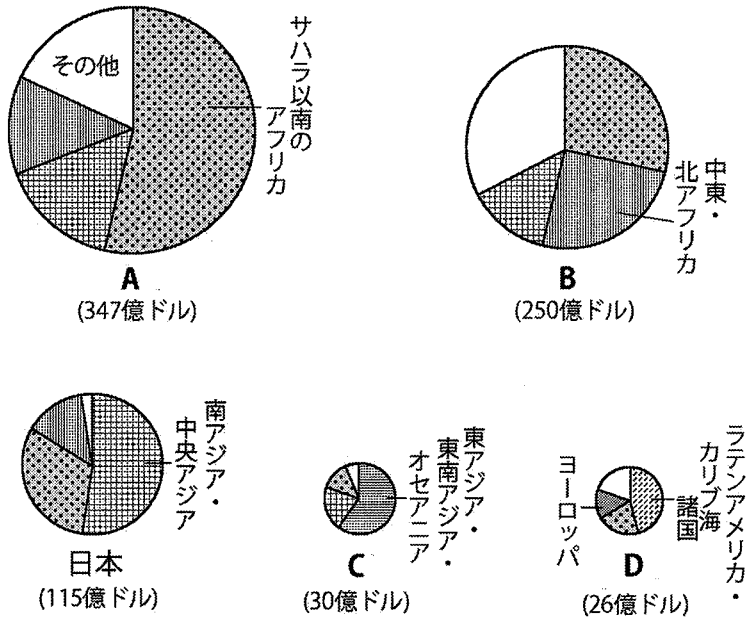 その他
サハラ以南の
アフリカ
A
(347億ドル)
中東・
北アフリカ
B
(250億ドル)
南アジア・
中央アジア
日本
(115億ドル)
東アジア・
東南アジア・
オセアニア
C
(30億ドル)
ラテンアメリカ・
カリブ海
諸国
ヨーロッパ
D
(26億ドル)